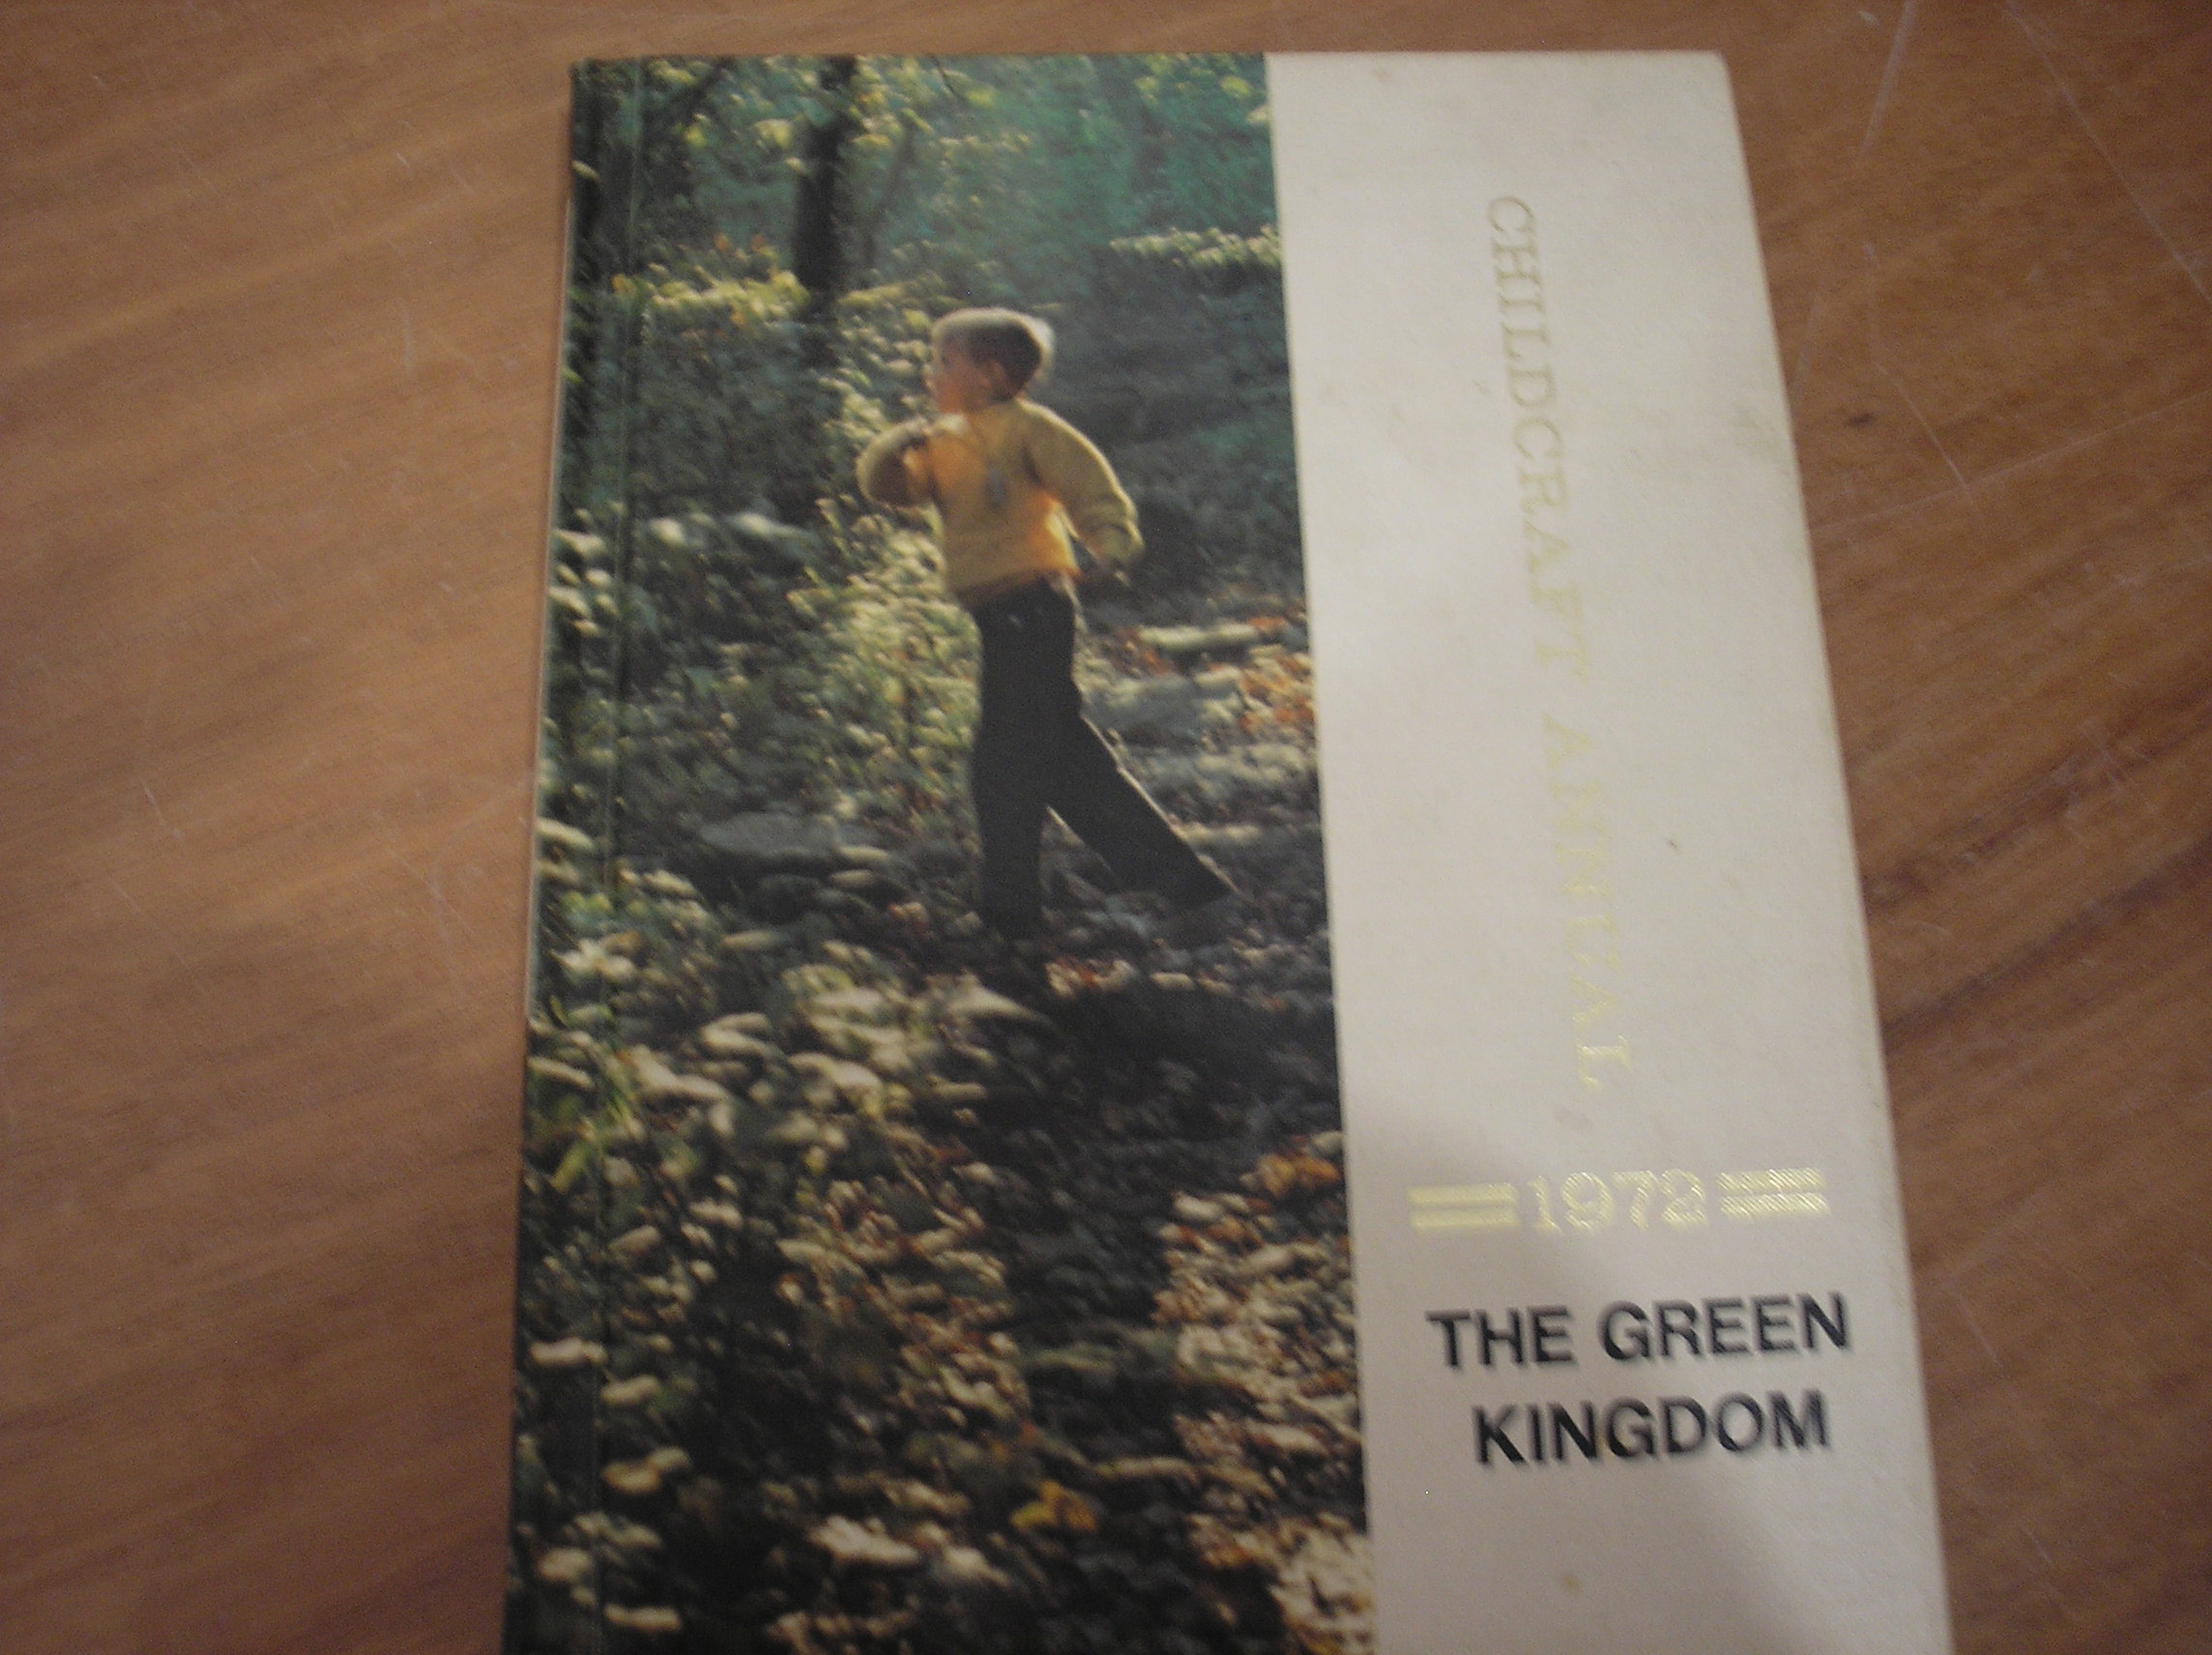 CHILDCRAFT ANNUAL
1972
THE GREEN
KINGDOM